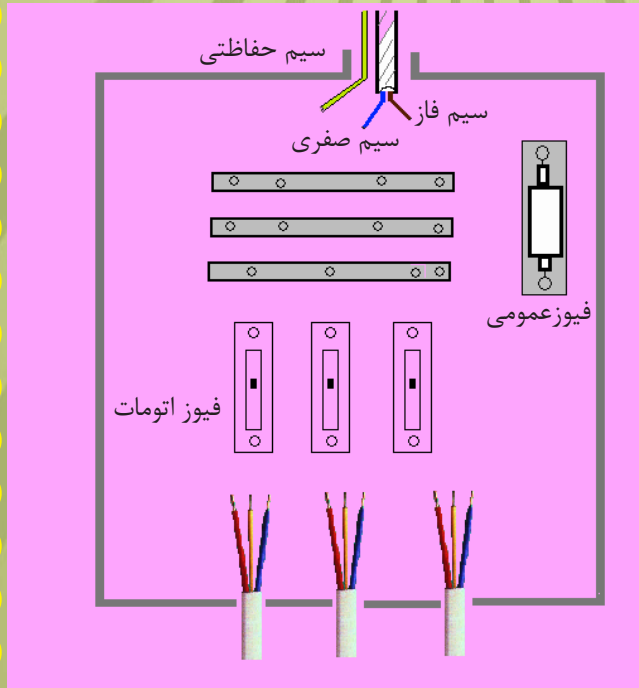 سیم حفاظتی
سیم فاز
سیم صفری
فیوزعمومی
فیوز اتومات